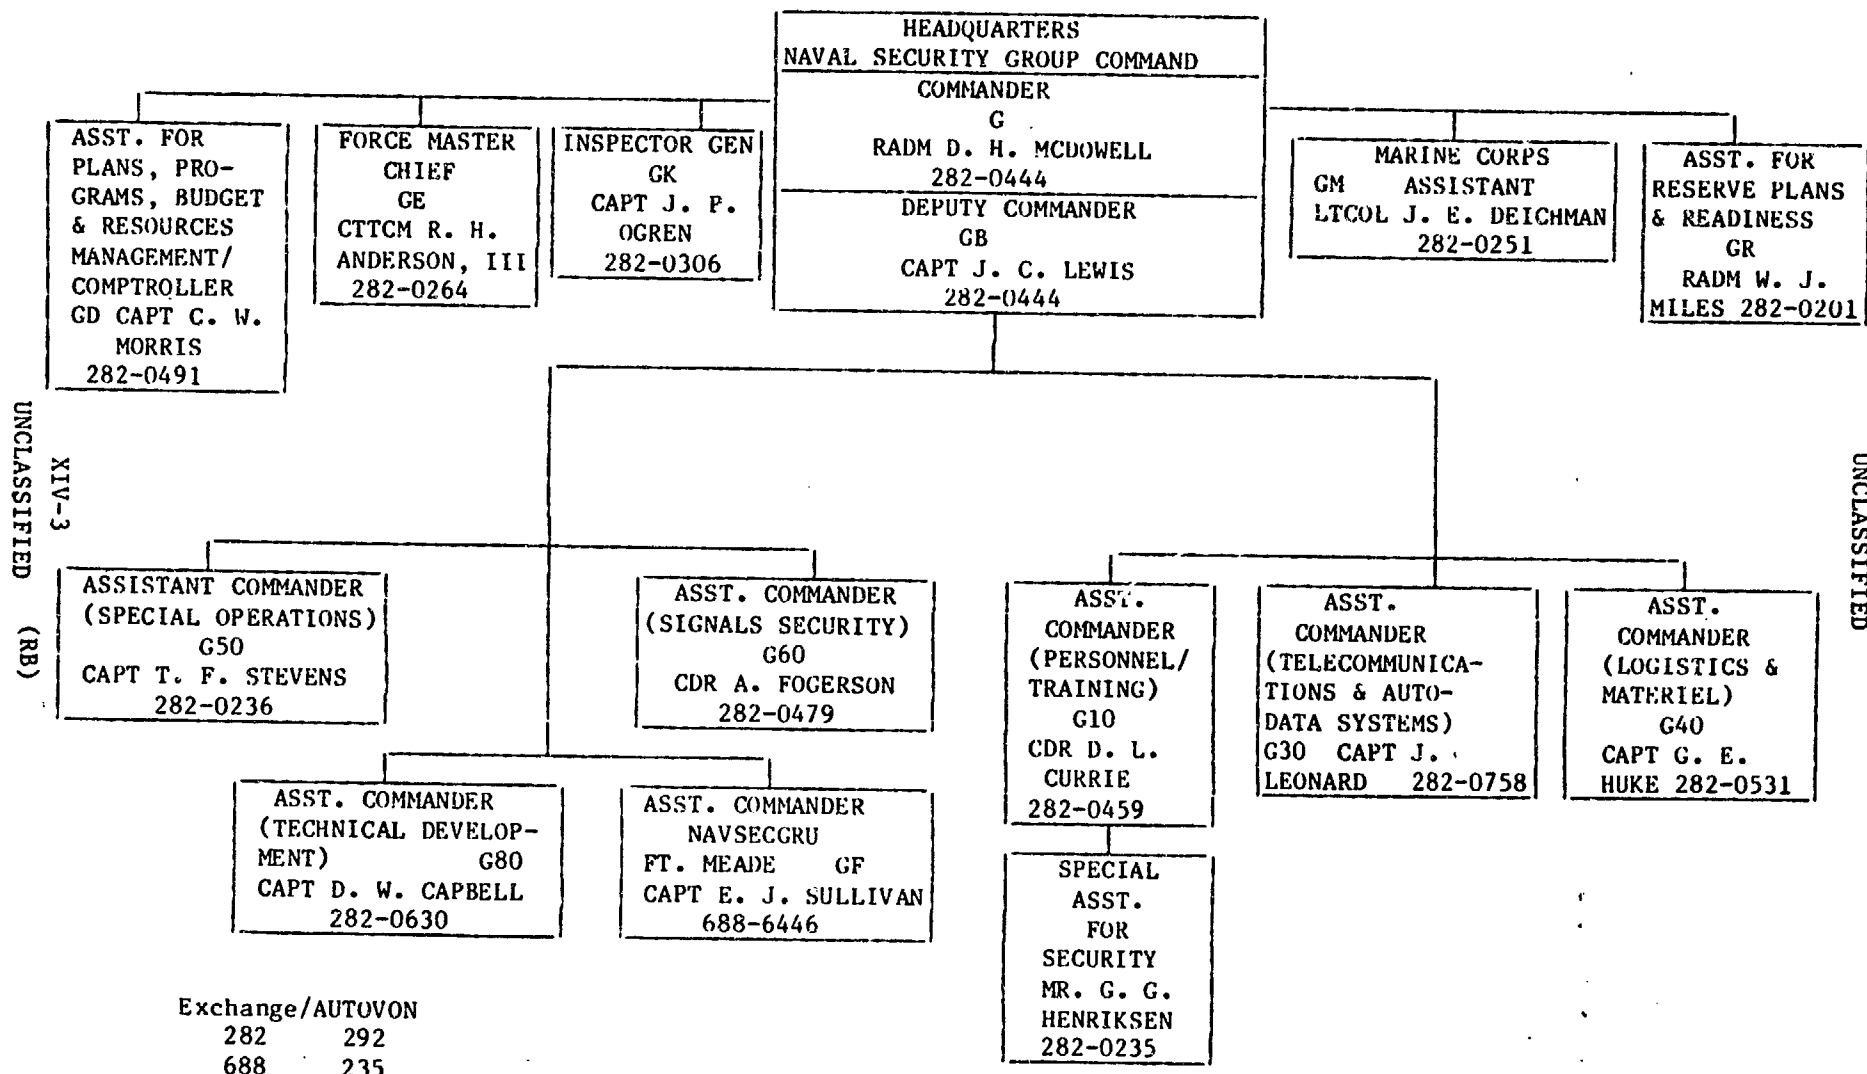 HEADQUARTERS
NAVAL SECURITY GROUP COMMAND
COMMANDER
G
RADM D. H. MCDOWELL
282-0444
DEPUTY COMMANDER
GB
CAPT J. C. LEWIS
282-0444
ASST. FOR
PLANS, PRO-
GRAMS, BUDGET
& RESOURCES
MANAGEMENT/
COMPTROLLER
GD CAPT C. W.
MORRIS
282-0491
FORCE MASTER
CHIEF
GE
CTTCM R. H.
ANDERSON, III
282-0264
INSPECTOR GEN
GK
CAPT J. P.
OGREN
282-0306
MARINE CORPS
GM ASSISTANT
LTCOL J. E. DEICHMAN
282-0251
ASST. FOR
RESERVE PLANS
& READINESS
GR
RADM W. J.
MILES 282-0201
XIV-3
UNCLASSIFIED (RB)
UNCLASSIFIED
ASSISTANT COMMANDER
(SPECIAL OPERATIONS)
G50
CAPT T. F. STEVENS
282-0236
ASST. COMMANDER
(SIGNALS SECURITY)
G60
CDR A. FOGERSON
282-0479
ASST. COMMANDER
(TECHNICAL DEVELOP-
MENT) G80
CAPT D. W. CAPBELL
282-0630
ASST. COMMANDER
NAVSECGRU
FT. MEADE GF
CAPT E. J. SULLIVAN
688-6446
ASST.
COMMANDER
(PERSONNEL/
TRAINING)
G10
CDR D. L.
CURRIE
282-0459
ASST.
COMMANDER
(TELECOMMUNICA-
TIONS & AUTO-
DATA SYSTEMS)
G30 CAPT J.
LEONARD 282-0758
ASST.
COMMANDER
(LOGISTICS &
MATERIEL)
G40
CAPT G. E.
HUKE 282-0531
SPECIAL
ASST.
FOR
SECURITY
MR. G. G.
HENRIKSEN
282-0235
Exchange/AUTOVON
282 292
688 235